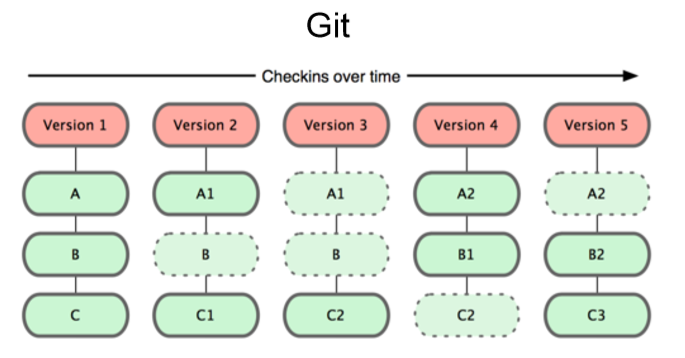 Git
Checkins over time
Version 1 Version 2 Version 3 Version 4 Version 5
A A1 A1 A2 A2
B B B B1 B2
C C1 C2 C2 C3